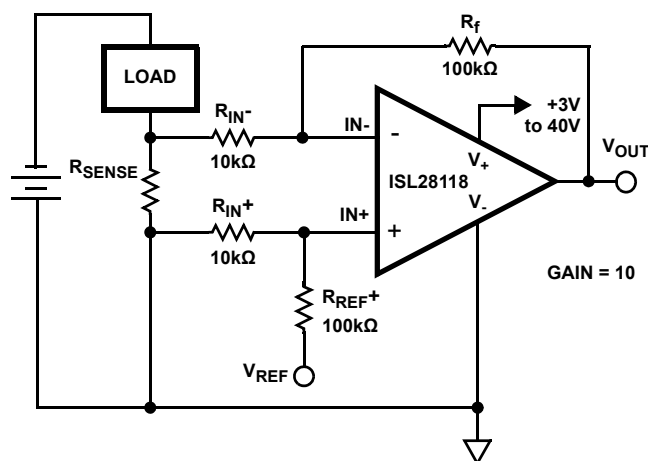 Rf
100kΩ
LOAD
RIN-
10kΩ
IN-
-
+3V
to 40V
V+
VOUT
RSENSE
ISL28118
RIN+
10kΩ
IN+
+
V-
GAIN = 10
RREF+
100kΩ
VREF